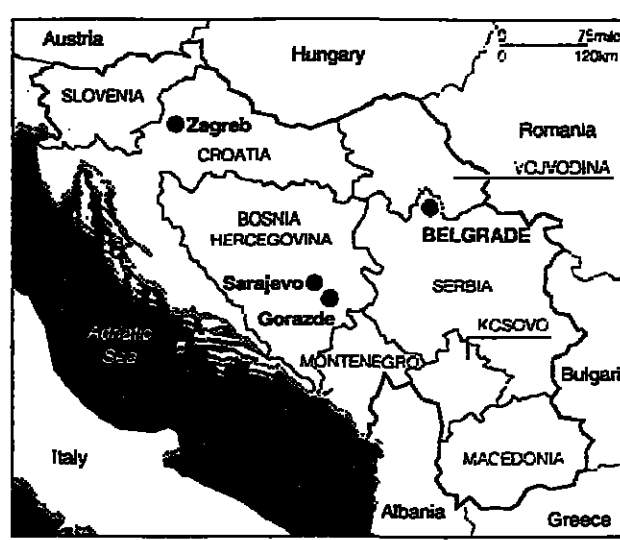 Austria
Hungary
0 75miles
0 120km
SLOVENIA
Zagreb
CROATIA
Romania
VOJVODINA
BOSNIA
HERCEGOVINA
BELGRADE
Sarajevo
SERBIA
Gorazde
KOSOVO
Adriatic
Sea
MONTENEGRO
Bulgari
Italy
MACEDONIA
Albania
Greece